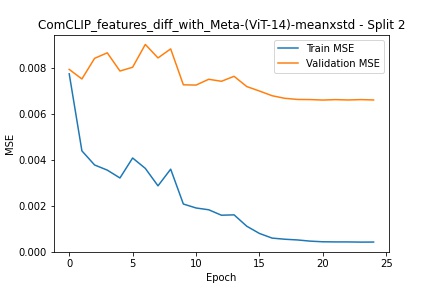 ComCLIP_features_diff_with_Meta-(ViT-14)-meanxstd - Split 2
Train MSE
Validation MSE
0.008
0.006
0.004
0.002
0.000
MSE
0 5 10 15 20 25
Epoch